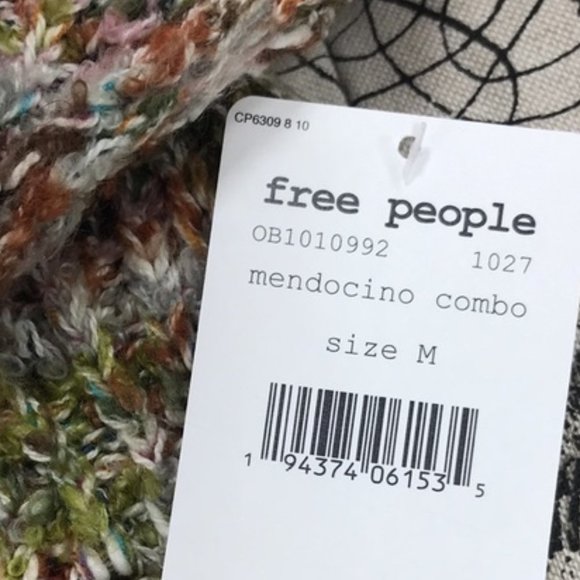 CP6309 8 10
free people
OB1010992 1027
mendocino combo
size M
1 94374 06153 5